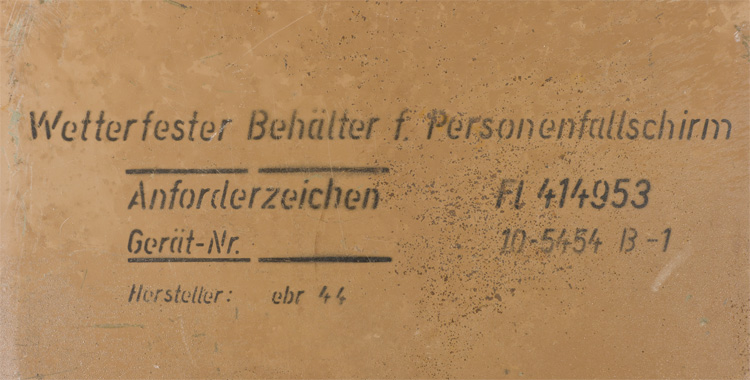 Wetterfester Behälter f. Personenfallschirm
Anforderzeichen Fl 414953
Gerät-Nr. 10-5454 B-1
Hersteller: ebr 44